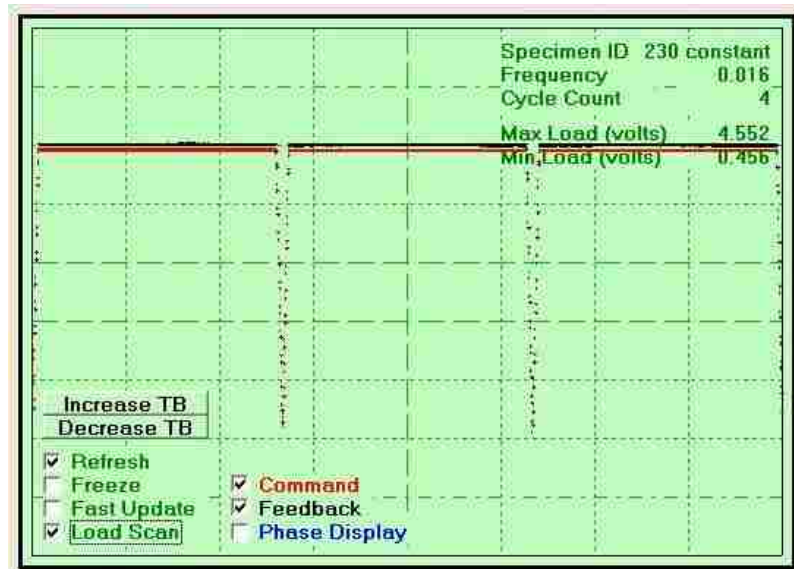 Specimen ID 230 constant
Frequency 0.016
Cycle Count 4
Max Load (volts) 4.552
Min Load (volts) 0.456
Increase TB
Decrease TB
Refresh
Freeze
Fast Update
Load Scan
Command
Feedback
Phase Display